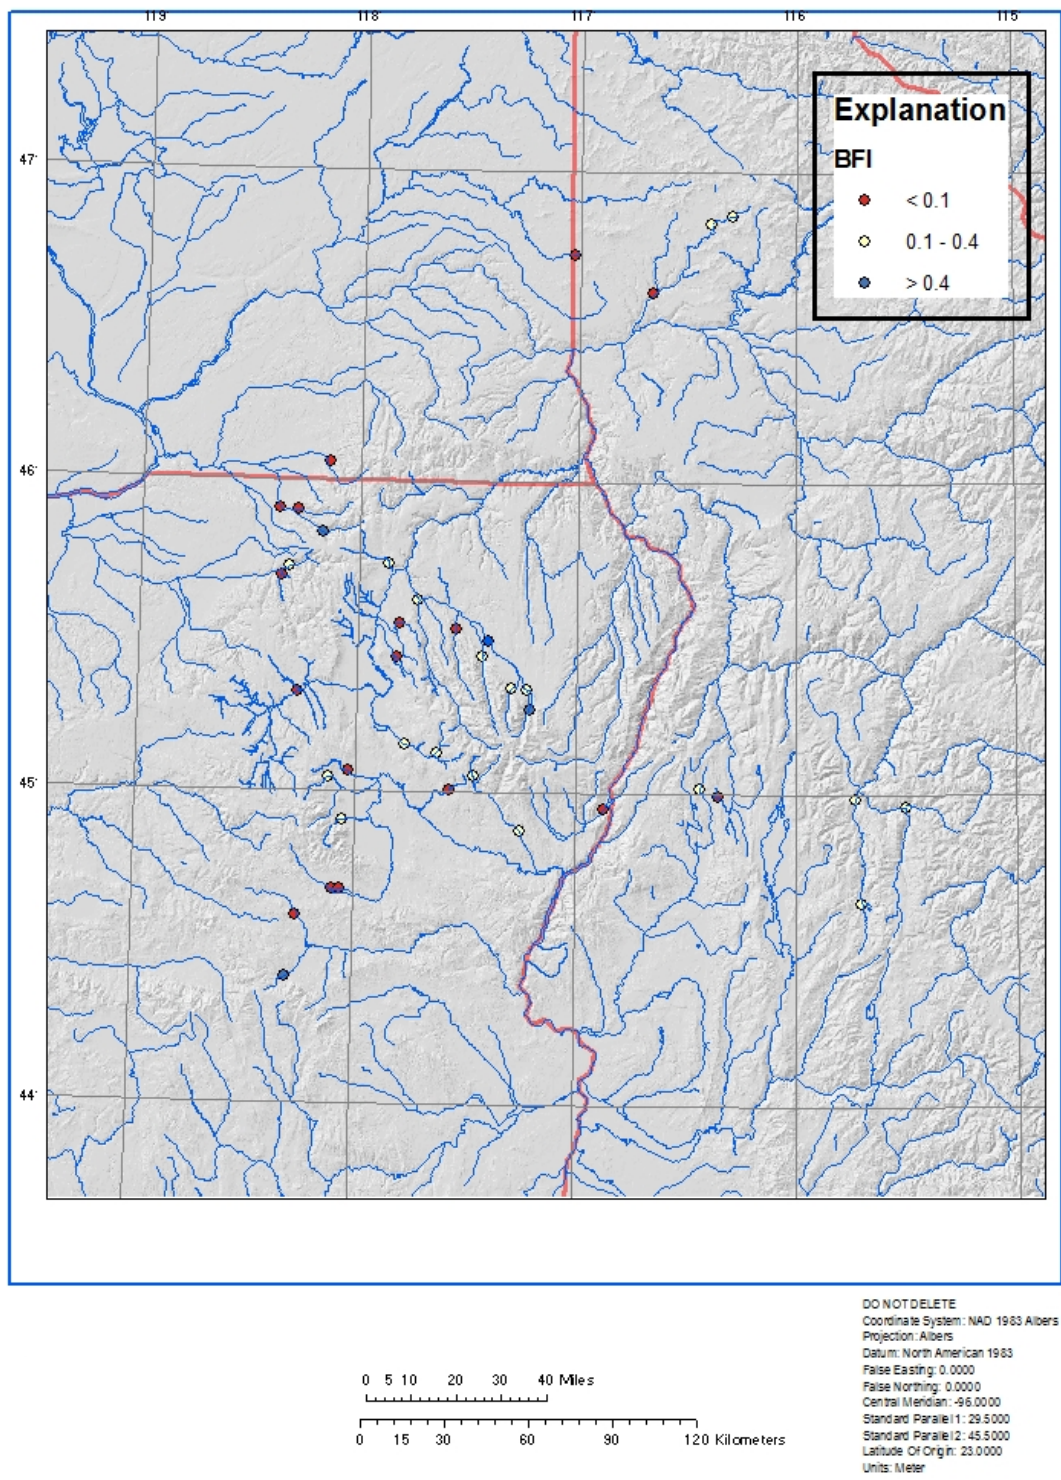 119° 118° 117° 116° 115°
47°
46°
45°
44°
Explanation
BFI
< 0.1
0.1 - 0.4
> 0.4
DO NOT DELETE
Coordinate System: NAD 1983 Albers
Projection: Albers
Datum: North American 1983
False Easting: 0.0000
False Northing: 0.0000
Central Meridian: -96.0000
Standard Parallel 1: 29.5000
Standard Parallel 2: 45.5000
Latitude Of Origin: 23.0000
Units: Meter
0 5 10 20 30 40 Miles
0 15 30 60 90 120 Kilometers